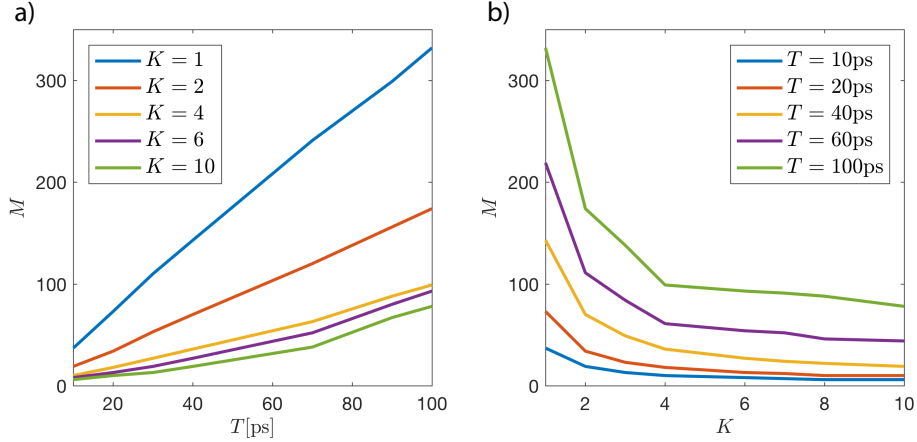 a)
K = 1
K = 2
K = 4
K = 6
K = 10
M
300
200
100
0
20 40 60 80 100
T[ps]
b)
T = 10ps
T = 20ps
T = 40ps
T = 60ps
T = 100ps
M
300
200
100
0
2 4 6 8 10
K